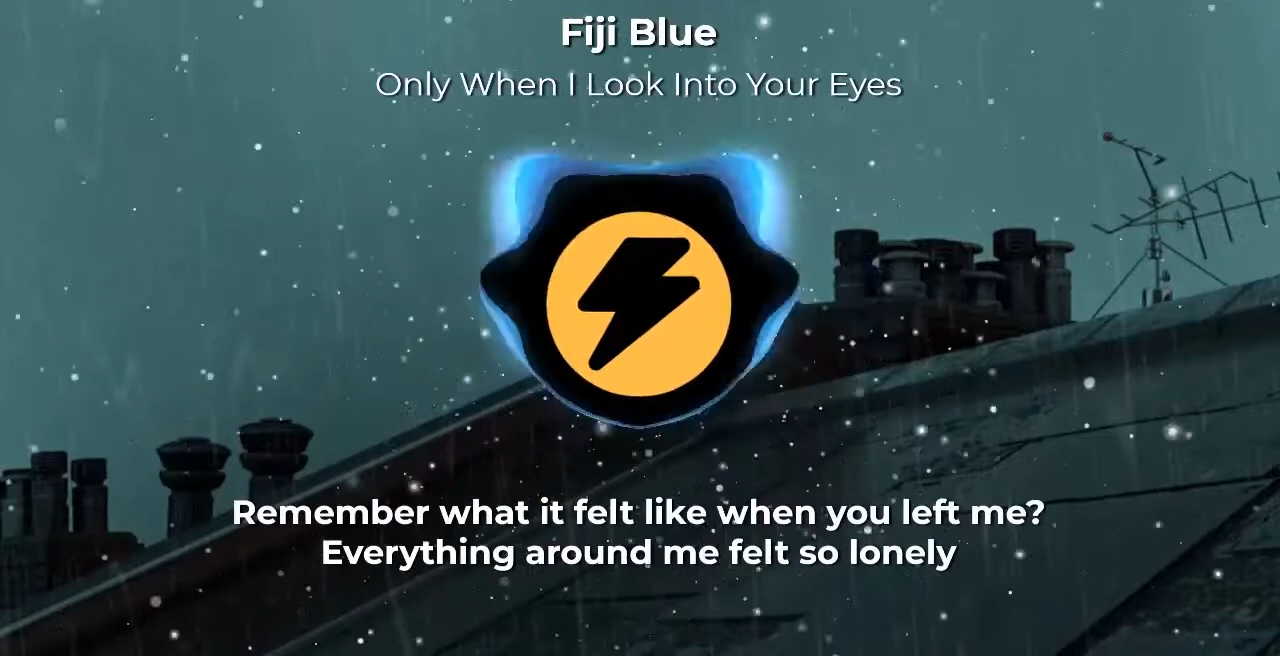 Fiji Blue
Only When I Look Into Your Eyes
Remember what it felt like when you left me?
Everything around me felt so lonely